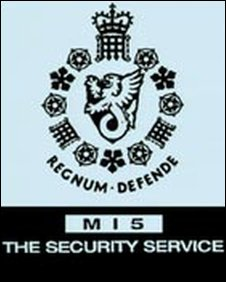 REGNUM · DEFENDE
MI5
THE SECURITY SERVICE